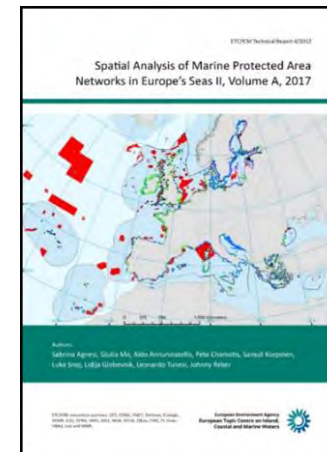 ETC/ICM Technical Report 4/2017
Spatial Analysis of Marine Protected Area
Networks in Europe's Seas II, Volume A, 2017
Authors:
Sabrina Agnesi, Giulia Mo, Aldo Annunziatellis, Pete Chaniotis, Samuli Korpinen,
Luka Snoj, Lidija Globevnik, Leonardo Tunesi, Johnny Reker
European Environment Agency
European Topic Centre on Inland,
Coastal and Marine Waters